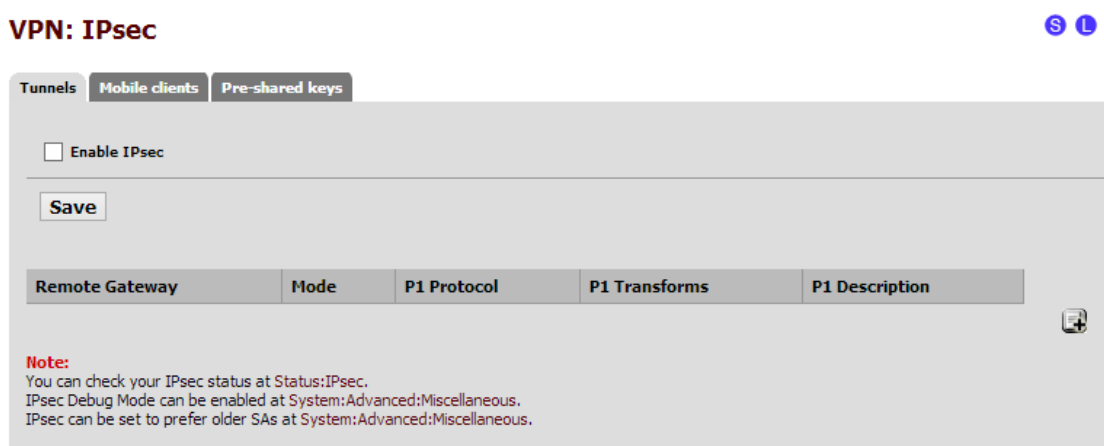 VPN: IPsec
S L
Tunnels Mobile clients Pre-shared keys
Enable IPsec
Save
Remote Gateway Mode P1 Protocol P1 Transforms P1 Description
Note:
You can check your IPsec status at Status:IPsec.
IPsec Debug Mode can be enabled at System:Advanced:Miscellaneous.
IPsec can be set to prefer older SAs at System:Advanced:Miscellaneous.